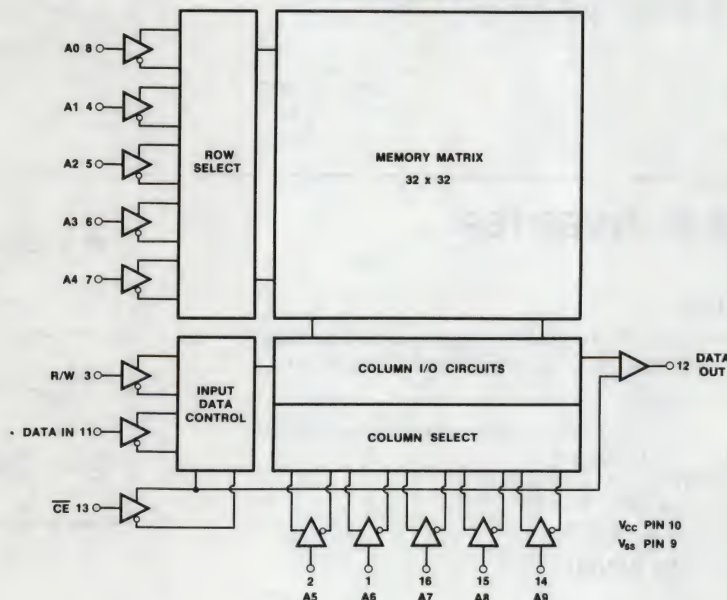 A0 8
A1 4
A2 5
A3 6
A4 7
ROW
SELECT
MEMORY MATRIX
32 x 32
R/W 3
DATA IN 11
CE 13
INPUT
DATA
CONTROL
COLUMN I/O CIRCUITS
COLUMN SELECT
12 DATA
OUT
VCC PIN 10
VSS PIN 9
2 1 16 15 14
A5 A6 A7 A8 A9